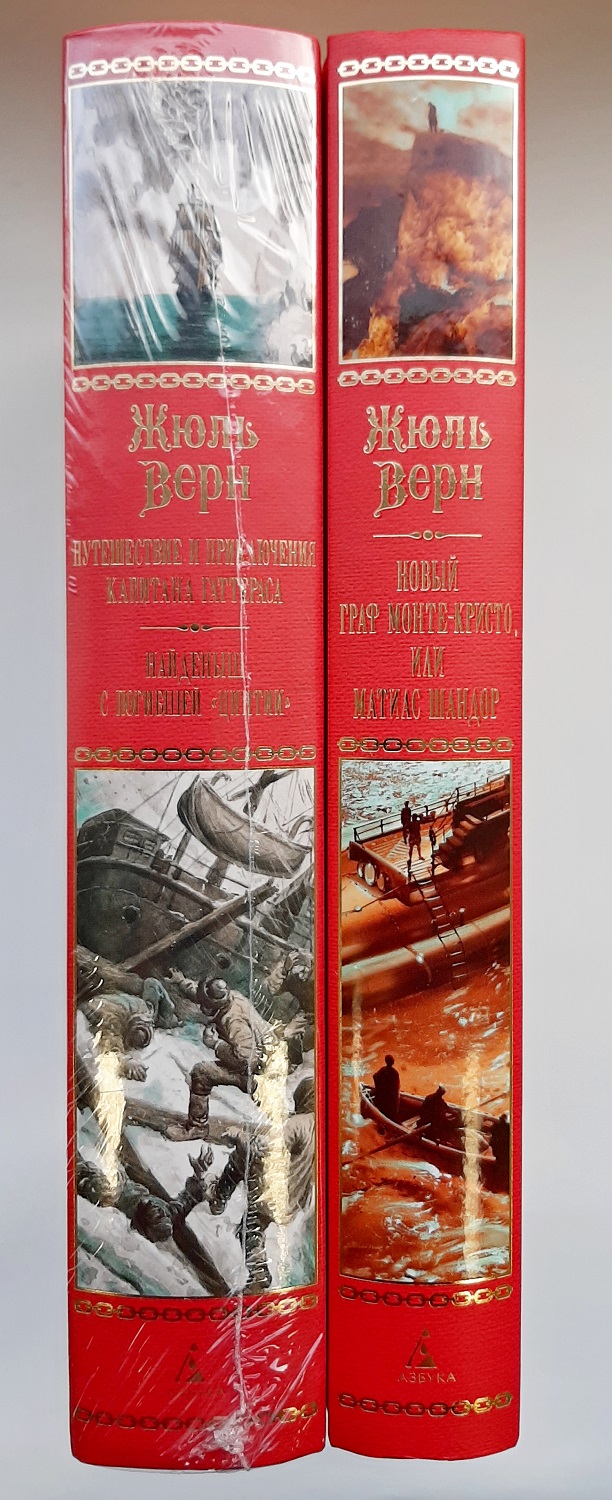 Жюль
Верн
ПУТЕШЕСТВИЕ И ПРИКЛЮЧЕНИЯ
КАПИТАНА ГАТТЕРАСА
НАЙДЕНЫШ
С ПОГИБШЕЙ «ЦИНТИИ»
АЗБУКА
Жюль
Верн
НОВЫЙ
ГРАФ МОНТЕ-КРИСТО,
ИЛИ
МАТИАС ШАНДОР
АЗБУКА